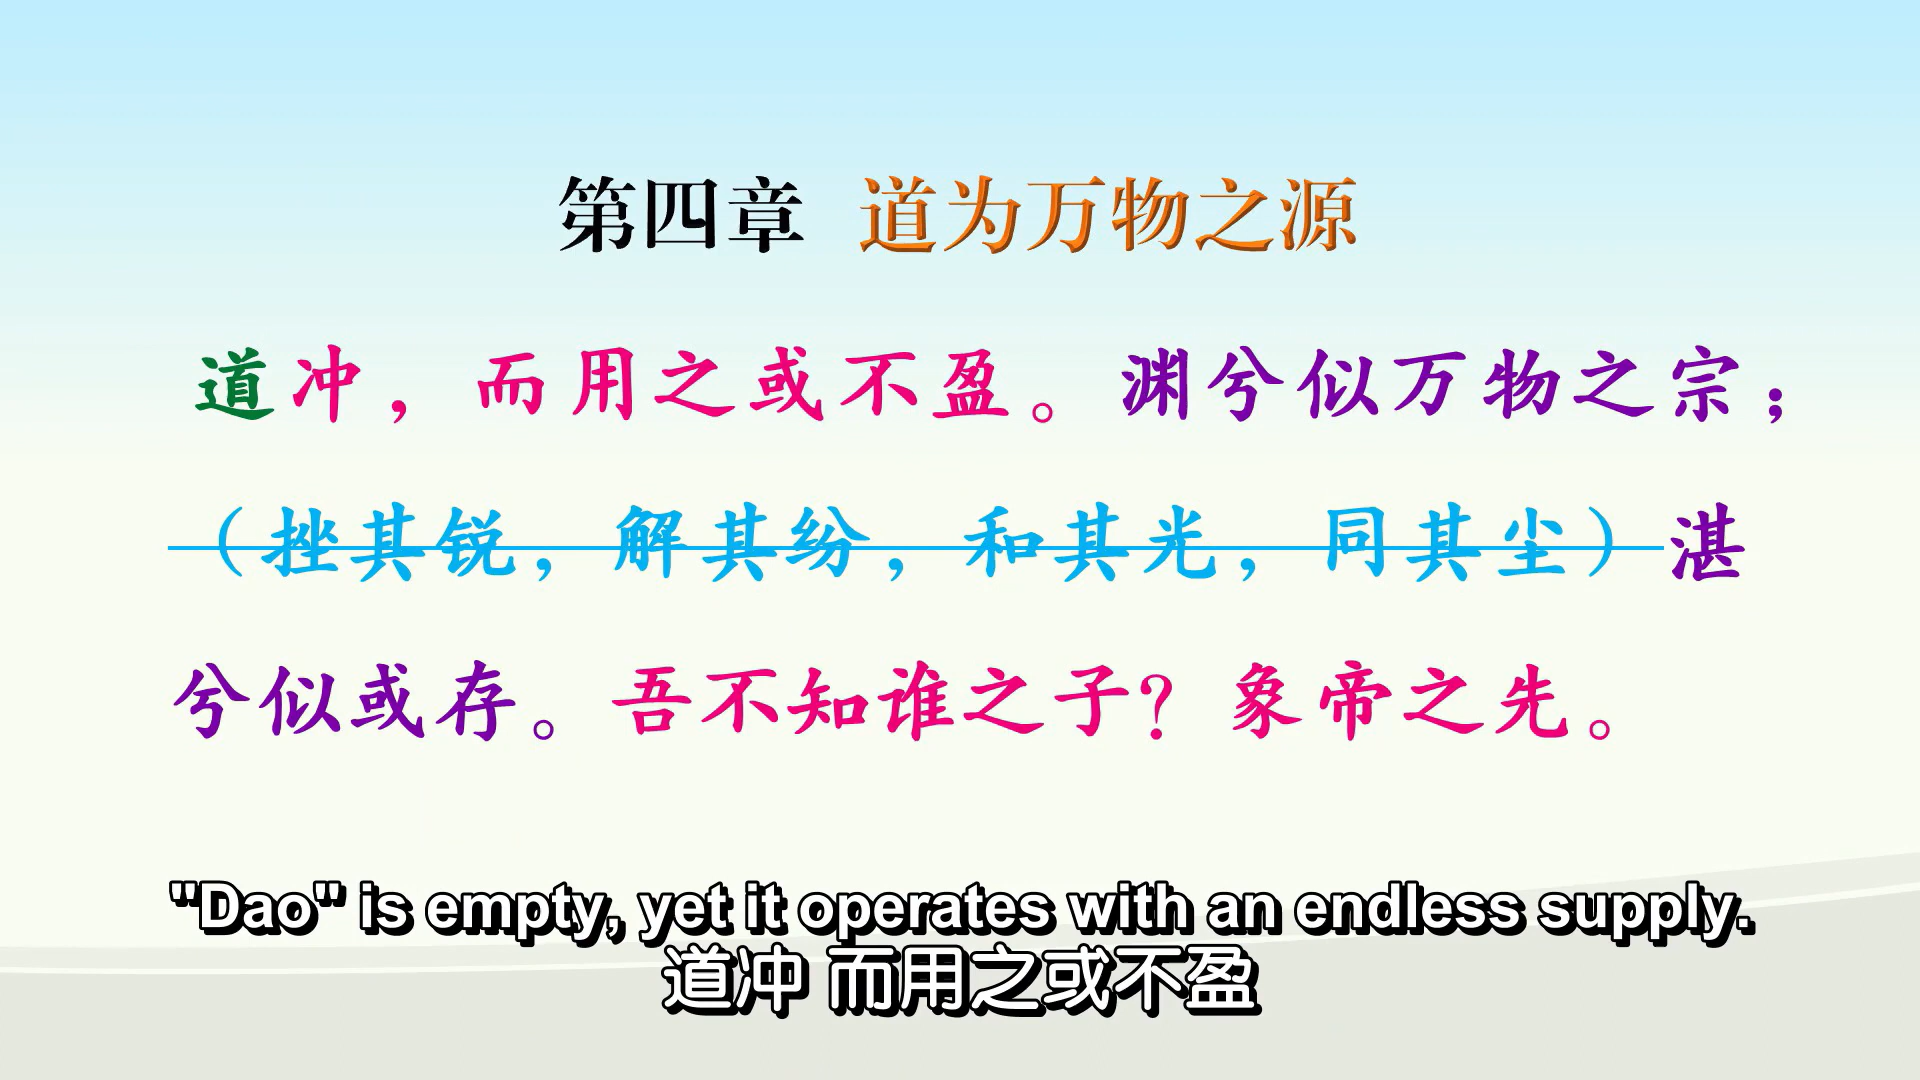 第四章 道为万物之源
道冲，而用之或不盈。渊兮似万物之宗；
（挫其锐，解其纷，和其光，同其尘）湛
兮似或存。吾不知谁之子？象帝之先。
"Dao" is empty, yet it operates with an endless supply.
道冲 而用之或不盈